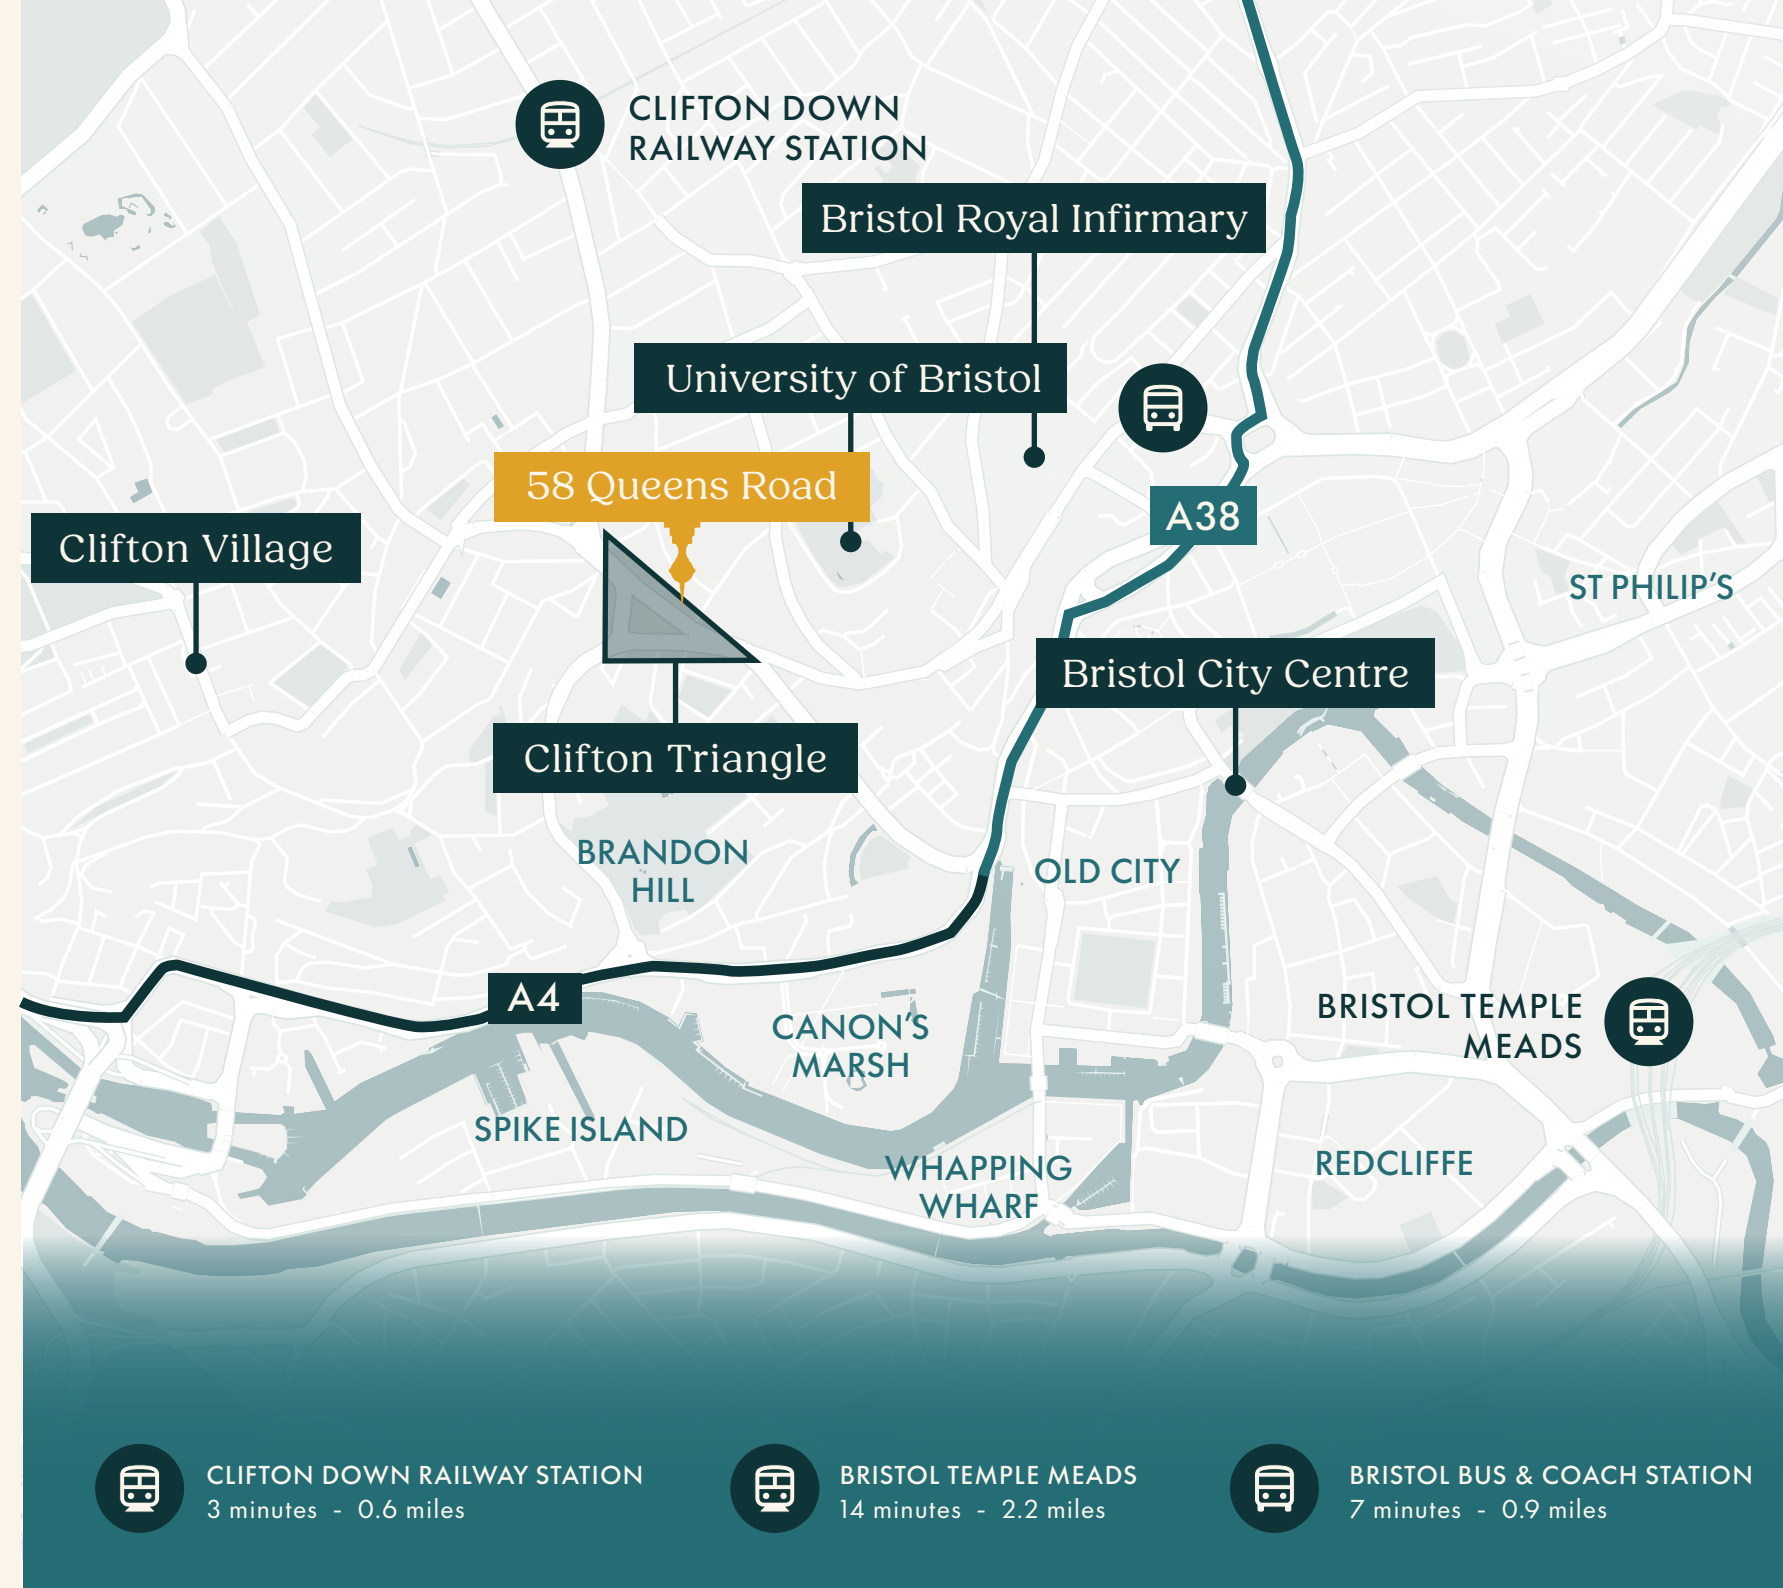 CLIFTON DOWN
RAILWAY STATION
Bristol Royal Infirmary
University of Bristol
58 Queens Road
A38
Clifton Village
ST PHILIP'S
Bristol City Centre
Clifton Triangle
BRANDON
HILL
OLD CITY
A4
CANON'S
MARSH
BRISTOL TEMPLE
MEADS
SPIKE ISLAND
WHAPPING
WHARF
REDCLIFFE
CLIFTON DOWN RAILWAY STATION
3 minutes - 0.6 miles
BRISTOL TEMPLE MEADS
14 minutes - 2.2 miles
BRISTOL BUS & COACH STATION
7 minutes - 0.9 miles